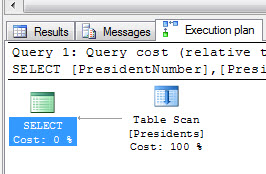 Results Messages Execution plan
Query 1: Query cost (relative t
SELECT [PresidentNumber],[Presi
SELECT
Cost: 0 %
Table Scan
[Presidents]
Cost: 100 %